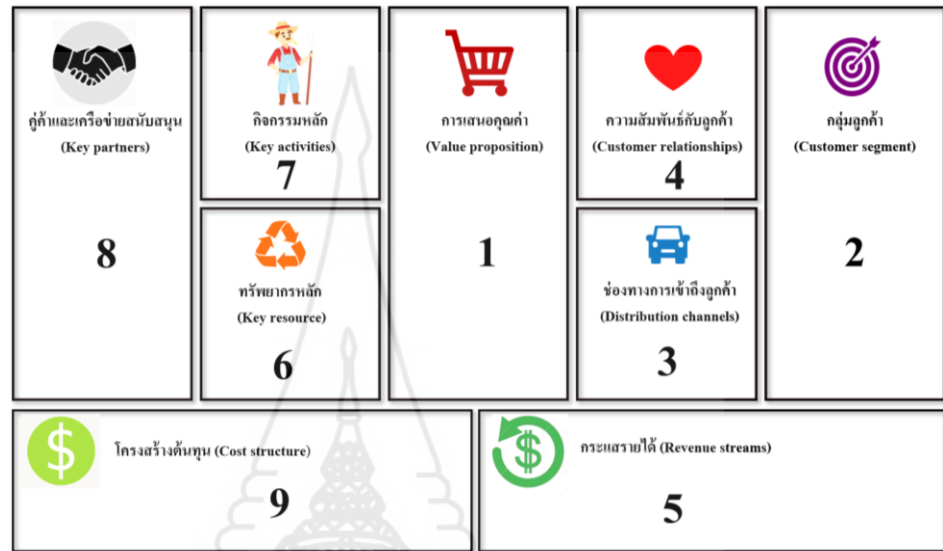 คู่ค้าและเครือข่ายสนับสนุน
(Key partners)
8
กิจกรรมหลัก
(Key activities)
7
ทรัพยากรหลัก
(Key resource)
6
การเสนอคุณค่า
(Value proposition)
1
ความสัมพันธ์กับลูกค้า
(Customer relationships)
4
ช่องทางการเข้าถึงลูกค้า
(Distribution channels)
3
กลุ่มลูกค้า
(Customer segment)
2
$ โครงสร้างต้นทุน (Cost structure)
9
$ กระแสรายได้ (Revenue streams)
5